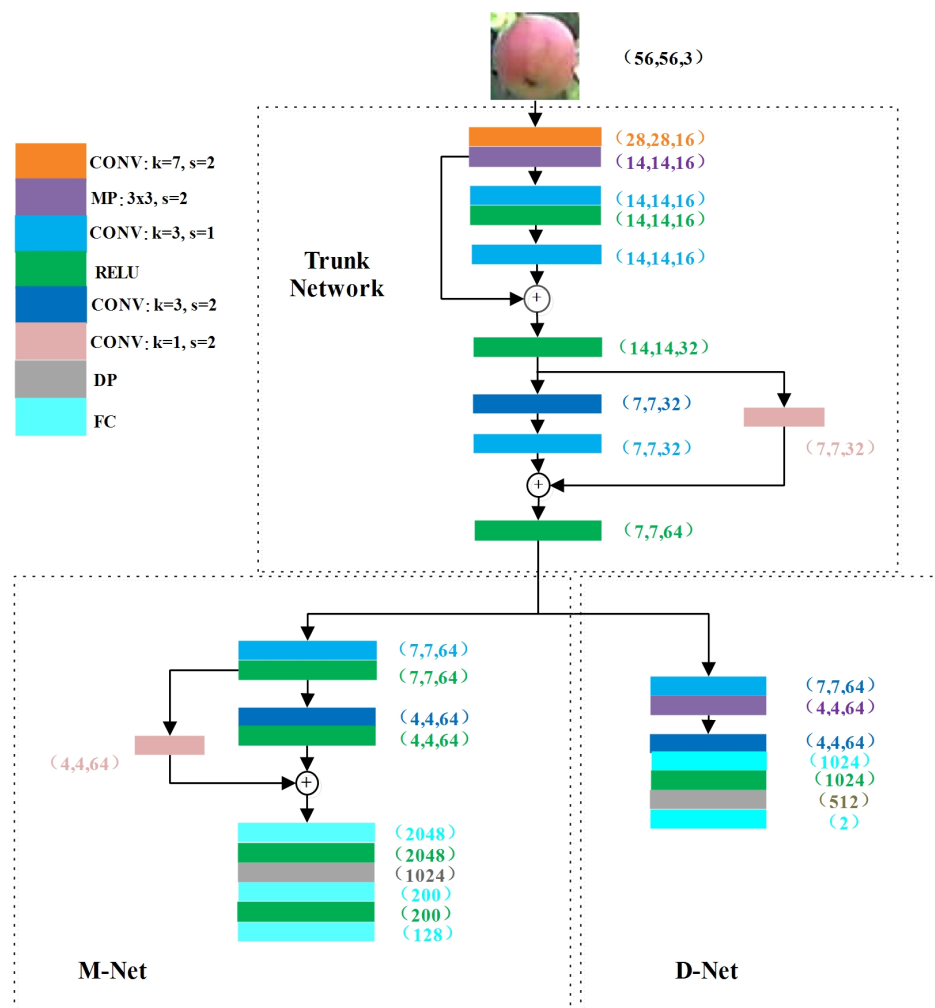 （56,56,3）
CONV: k=7, s=2
MP: 3x3, s=2
CONV: k=3, s=1
RELU
CONV: k=3, s=2
CONV: k=1, s=2
DP
FC
Trunk
Network
（28,28,16）
（14,14,16）
（14,14,16）
（14,14,16）
（14,14,16）
+
（14,14,32）
（7,7,32）
（7,7,32）
（7,7,32）
+
（7,7,64）
（7,7,64）
（7,7,64）
（4,4,64）
（4,4,64）
（4,4,64）
+
（2048）
（2048）
（1024）
（200）
（200）
（128）
M-Net
（7,7,64）
（4,4,64）
（4,4,64）
（1024）
（1024）
（512）
（2）
D-Net